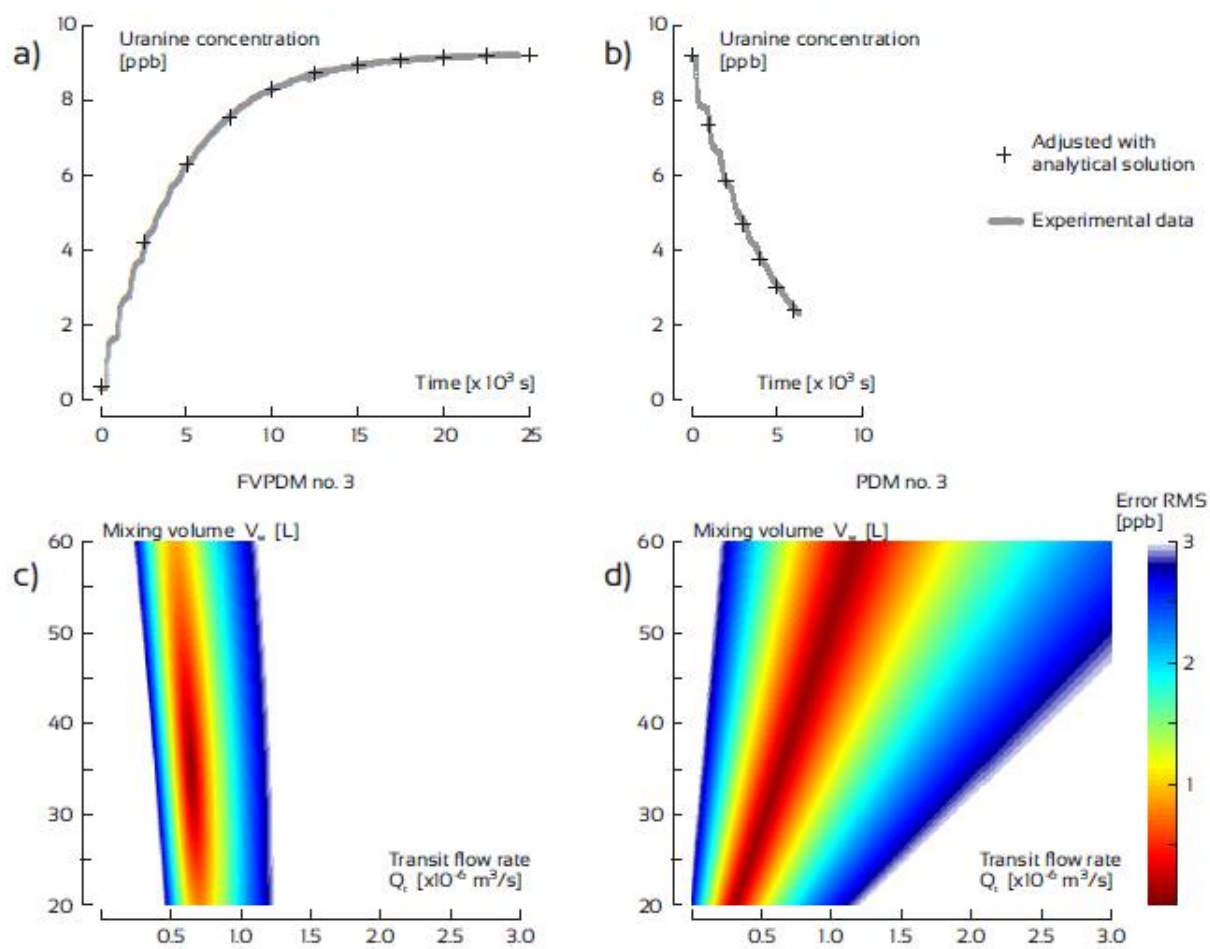 a)
Uranine concentration
[ppb]
10
8
6
4
2
0
Time [x 10³ s]
0 5 10 15 20 25
FVPDM no. 3
b)
Uranine concentration
[ppb]
10
8
6
4
2
0
Time [x 10³ s]
0 5 10
PDM no. 3
Adjusted with
analytical solution
Experimental data
c)
Mixing volume V_w [L]
60
50
40
30
20
Transit flow rate
Q_t [x10⁻⁶ m³/s]
0.5 1.0 1.5 2.0 2.5 3.0
d)
Mixing volume V_w [L]
60
50
40
30
20
Transit flow rate
Q_t [x10⁻⁶ m³/s]
0.5 1.0 1.5 2.0 2.5 3.0
Error RMS
[ppb]
3
2
1